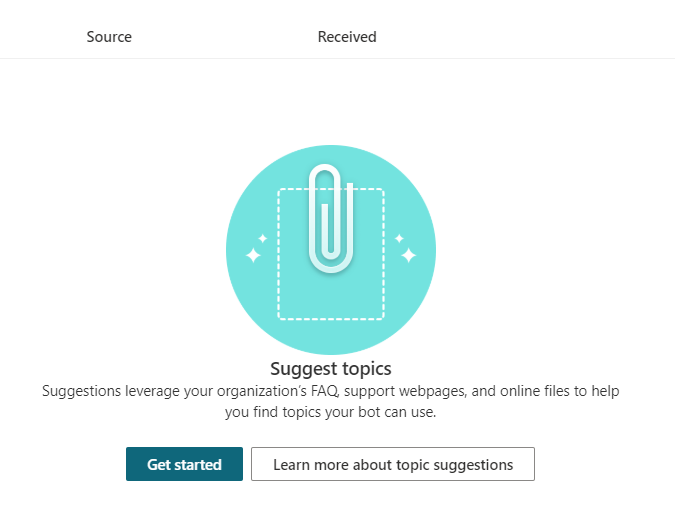 Source Received
Suggest topics
Suggestions leverage your organization's FAQ, support webpages, and online files to help
you find topics your bot can use.
Get started Learn more about topic suggestions